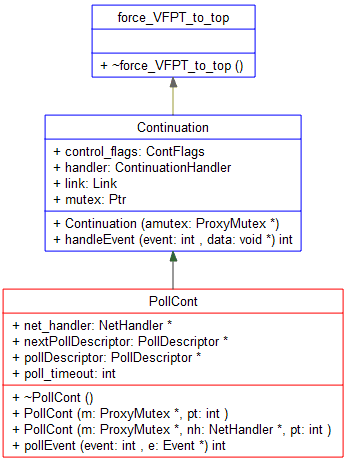 force_VFPT_to_top
+ ~force_VFPT_to_top ()
Continuation
+ control_flags: ContFlags
+ handler: ContinuationHandler
+ link: Link
+ mutex: Ptr
+ Continuation (amutex: ProxyMutex *)
+ handleEvent (event: int , data: void *) int
PollCont
+ net_handler: NetHandler *
+ nextPollDescriptor: PollDescriptor *
+ pollDescriptor: PollDescriptor *
+ poll_timeout: int
+ ~PollCont ()
+ PollCont (m: ProxyMutex *, pt: int )
+ PollCont (m: ProxyMutex *, nh: NetHandler *, pt: int )
+ pollEvent (event: int , e: Event *) int